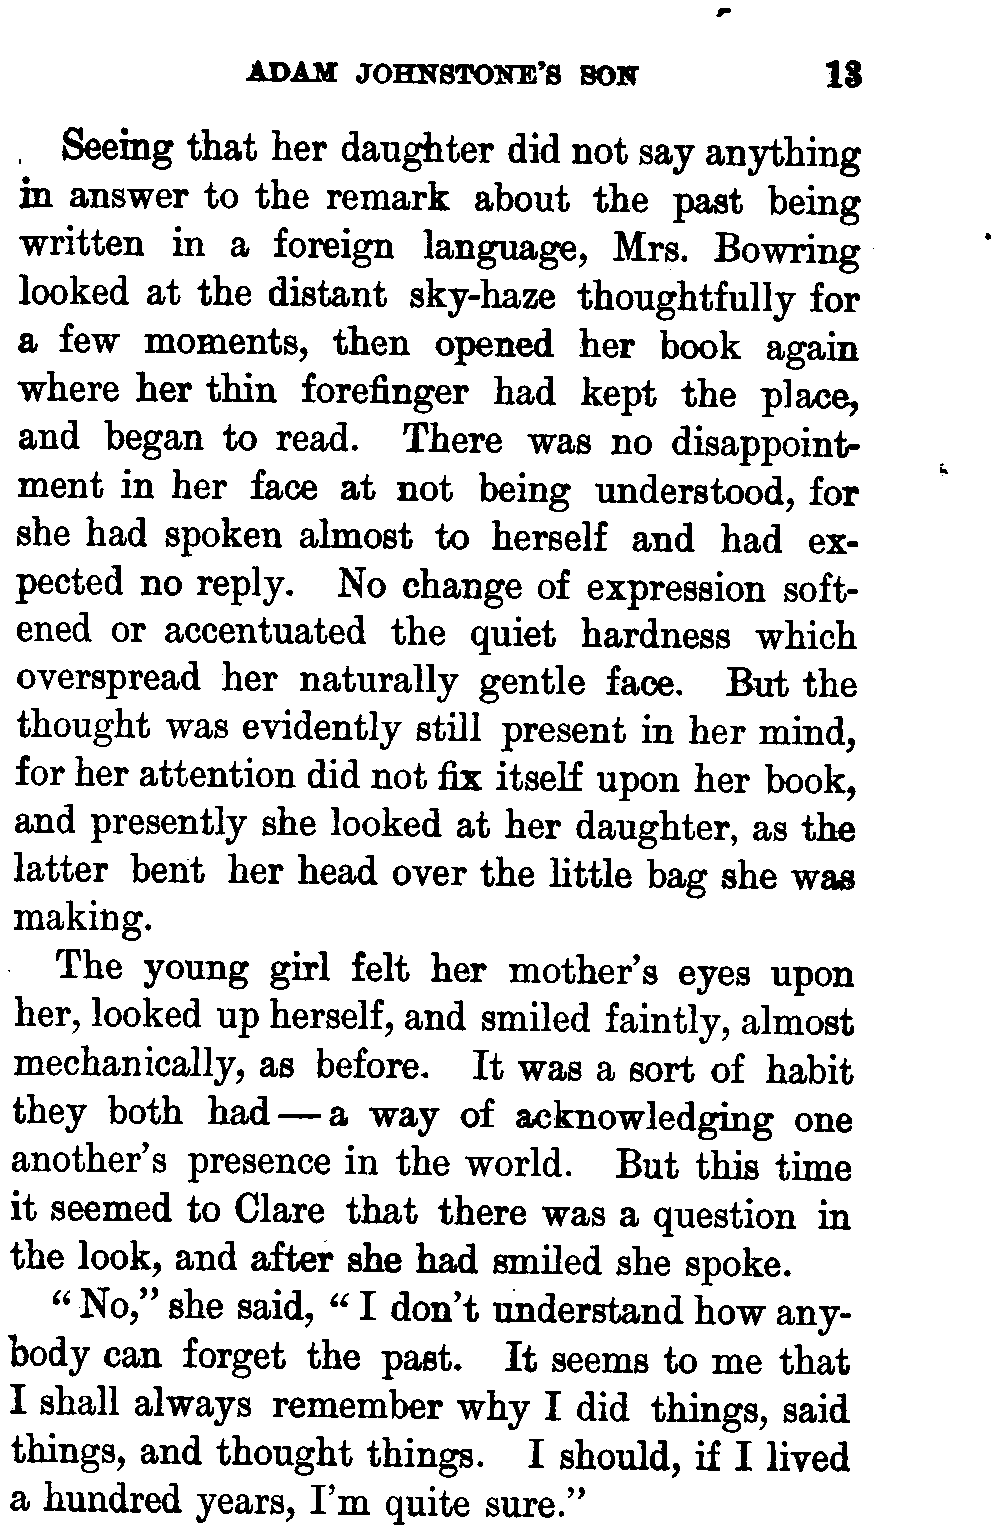 ADAM JOHNSTONE'S SON 13
Seeing that her daughter did not say anything
in answer to the remark about the past being
written in a foreign language, Mrs. Bowring
looked at the distant sky-haze thoughtfully for
a few moments, then opened her book again
where her thin forefinger had kept the place,
and began to read. There was no disappoint-
ment in her face at not being understood, for
she had spoken almost to herself and had ex-
pected no reply. No change of expression soft-
ened or accentuated the quiet hardness which
overspread her naturally gentle face. But the
thought was evidently still present in her mind,
for her attention did not fix itself upon her book,
and presently she looked at her daughter, as the
latter bent her head over the little bag she was
making.
The young girl felt her mother's eyes upon
her, looked up herself, and smiled faintly, almost
mechanically, as before. It was a sort of habit
they both had — a way of acknowledging one
another's presence in the world. But this time
it seemed to Clare that there was a question in
the look, and after she had smiled she spoke.
"No," she said, "I don't understand how any-
body can forget the past. It seems to me that
I shall always remember why I did things, said
things, and thought things. I should, if I lived
a hundred years, I'm quite sure."